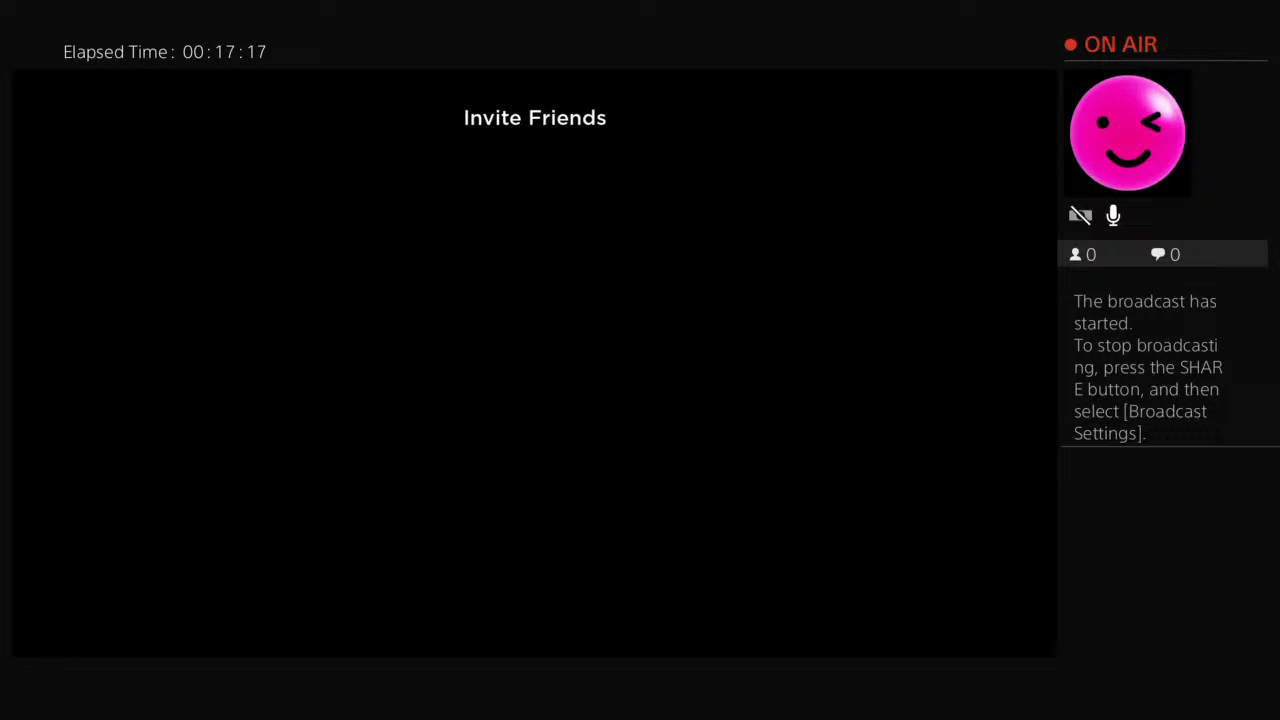 Elapsed Time: 00:17:17
ON AIR
Invite Friends
0 0
The broadcast has
started.
To stop broadcasti
ng, press the SHAR
E button, and then
select [Broadcast
Settings].